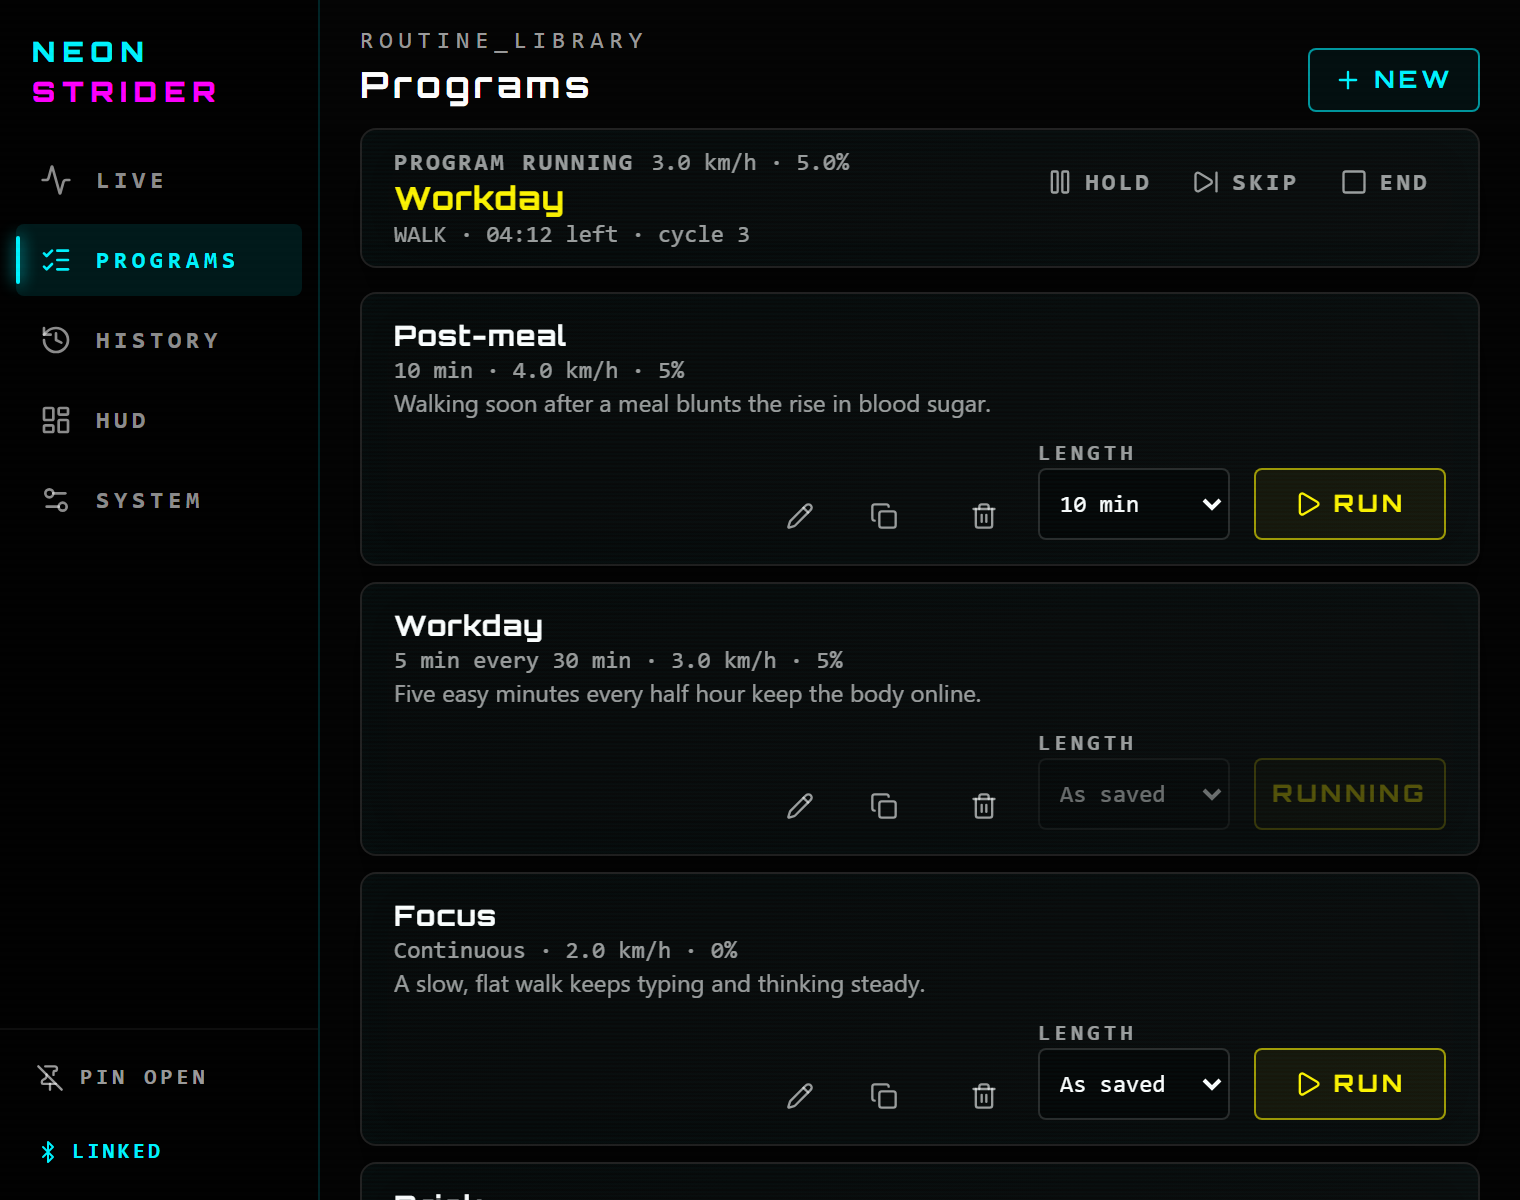 NEON
STRIDER
LIVE
PROGRAMS
HISTORY
HUD
SYSTEM
PIN OPEN
LINKED
ROUTINE_LIBRARY
Programs
+ NEW
PROGRAM RUNNING 3.0 km/h · 5.0%
Workday
WALK · 04:12 left · cycle 3
HOLD
SKIP
END
Post-meal
10 min · 4.0 km/h · 5%
Walking soon after a meal blunts the rise in blood sugar.
LENGTH
10 min
RUN
Workday
5 min every 30 min · 3.0 km/h · 5%
Five easy minutes every half hour keep the body online.
LENGTH
As saved
RUNNING
Focus
Continuous · 2.0 km/h · 0%
A slow, flat walk keeps typing and thinking steady.
LENGTH
As saved
RUN